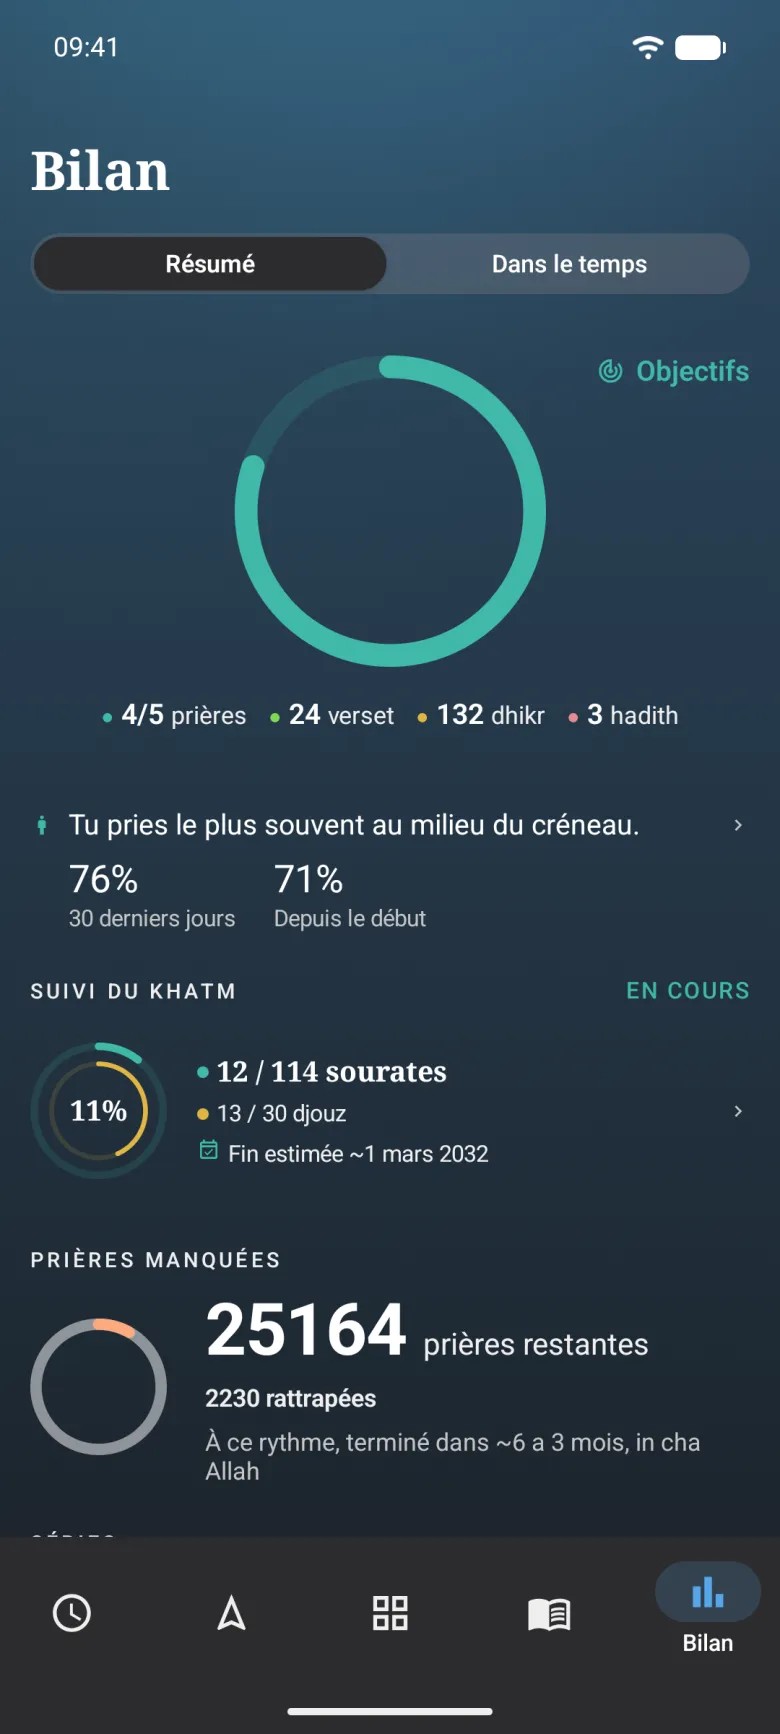 09:41
Bilan
Résumé
Dans le temps
Objectifs
4/5 prières 24 verset 132 dhikr 3 hadith
Tu pries le plus souvent au milieu du créneau.
76% 71%
30 derniers jours Depuis le début
SUIVI DU KHATM EN COURS
12 / 114 sourates
11%
13 / 30 djouz
Fin estimée ~1 mars 2032
PRIÈRES MANQUÉES
25164 prières restantes
2230 rattrapées
À ce rythme, terminé dans ~6 a 3 mois, in cha
Allah
Bilan